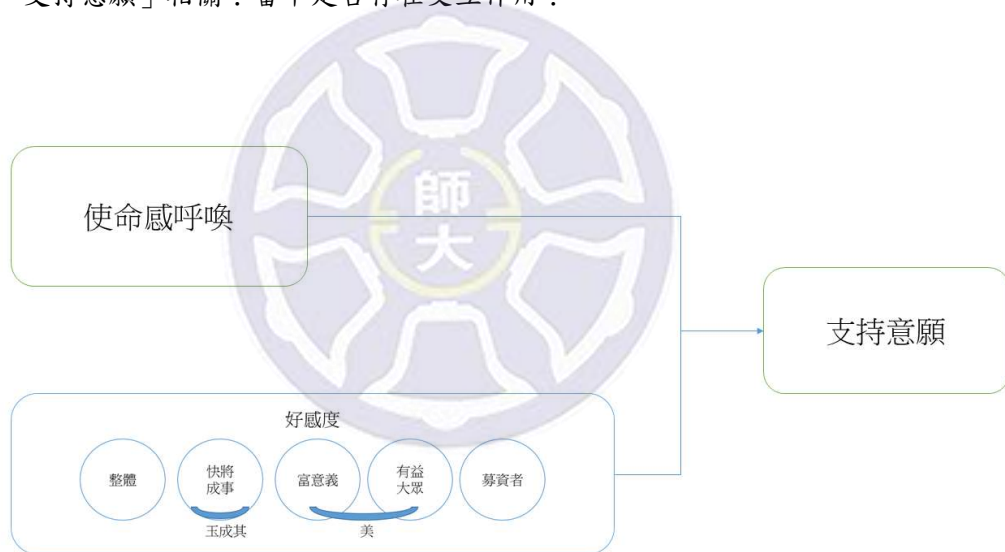 支持意願」相關？當中是否存在交互作用？
師
大
使命感呼喚
支持意願
好感度
整體
快將
成事
富意義
有益
大眾
募資者
玉成其
美